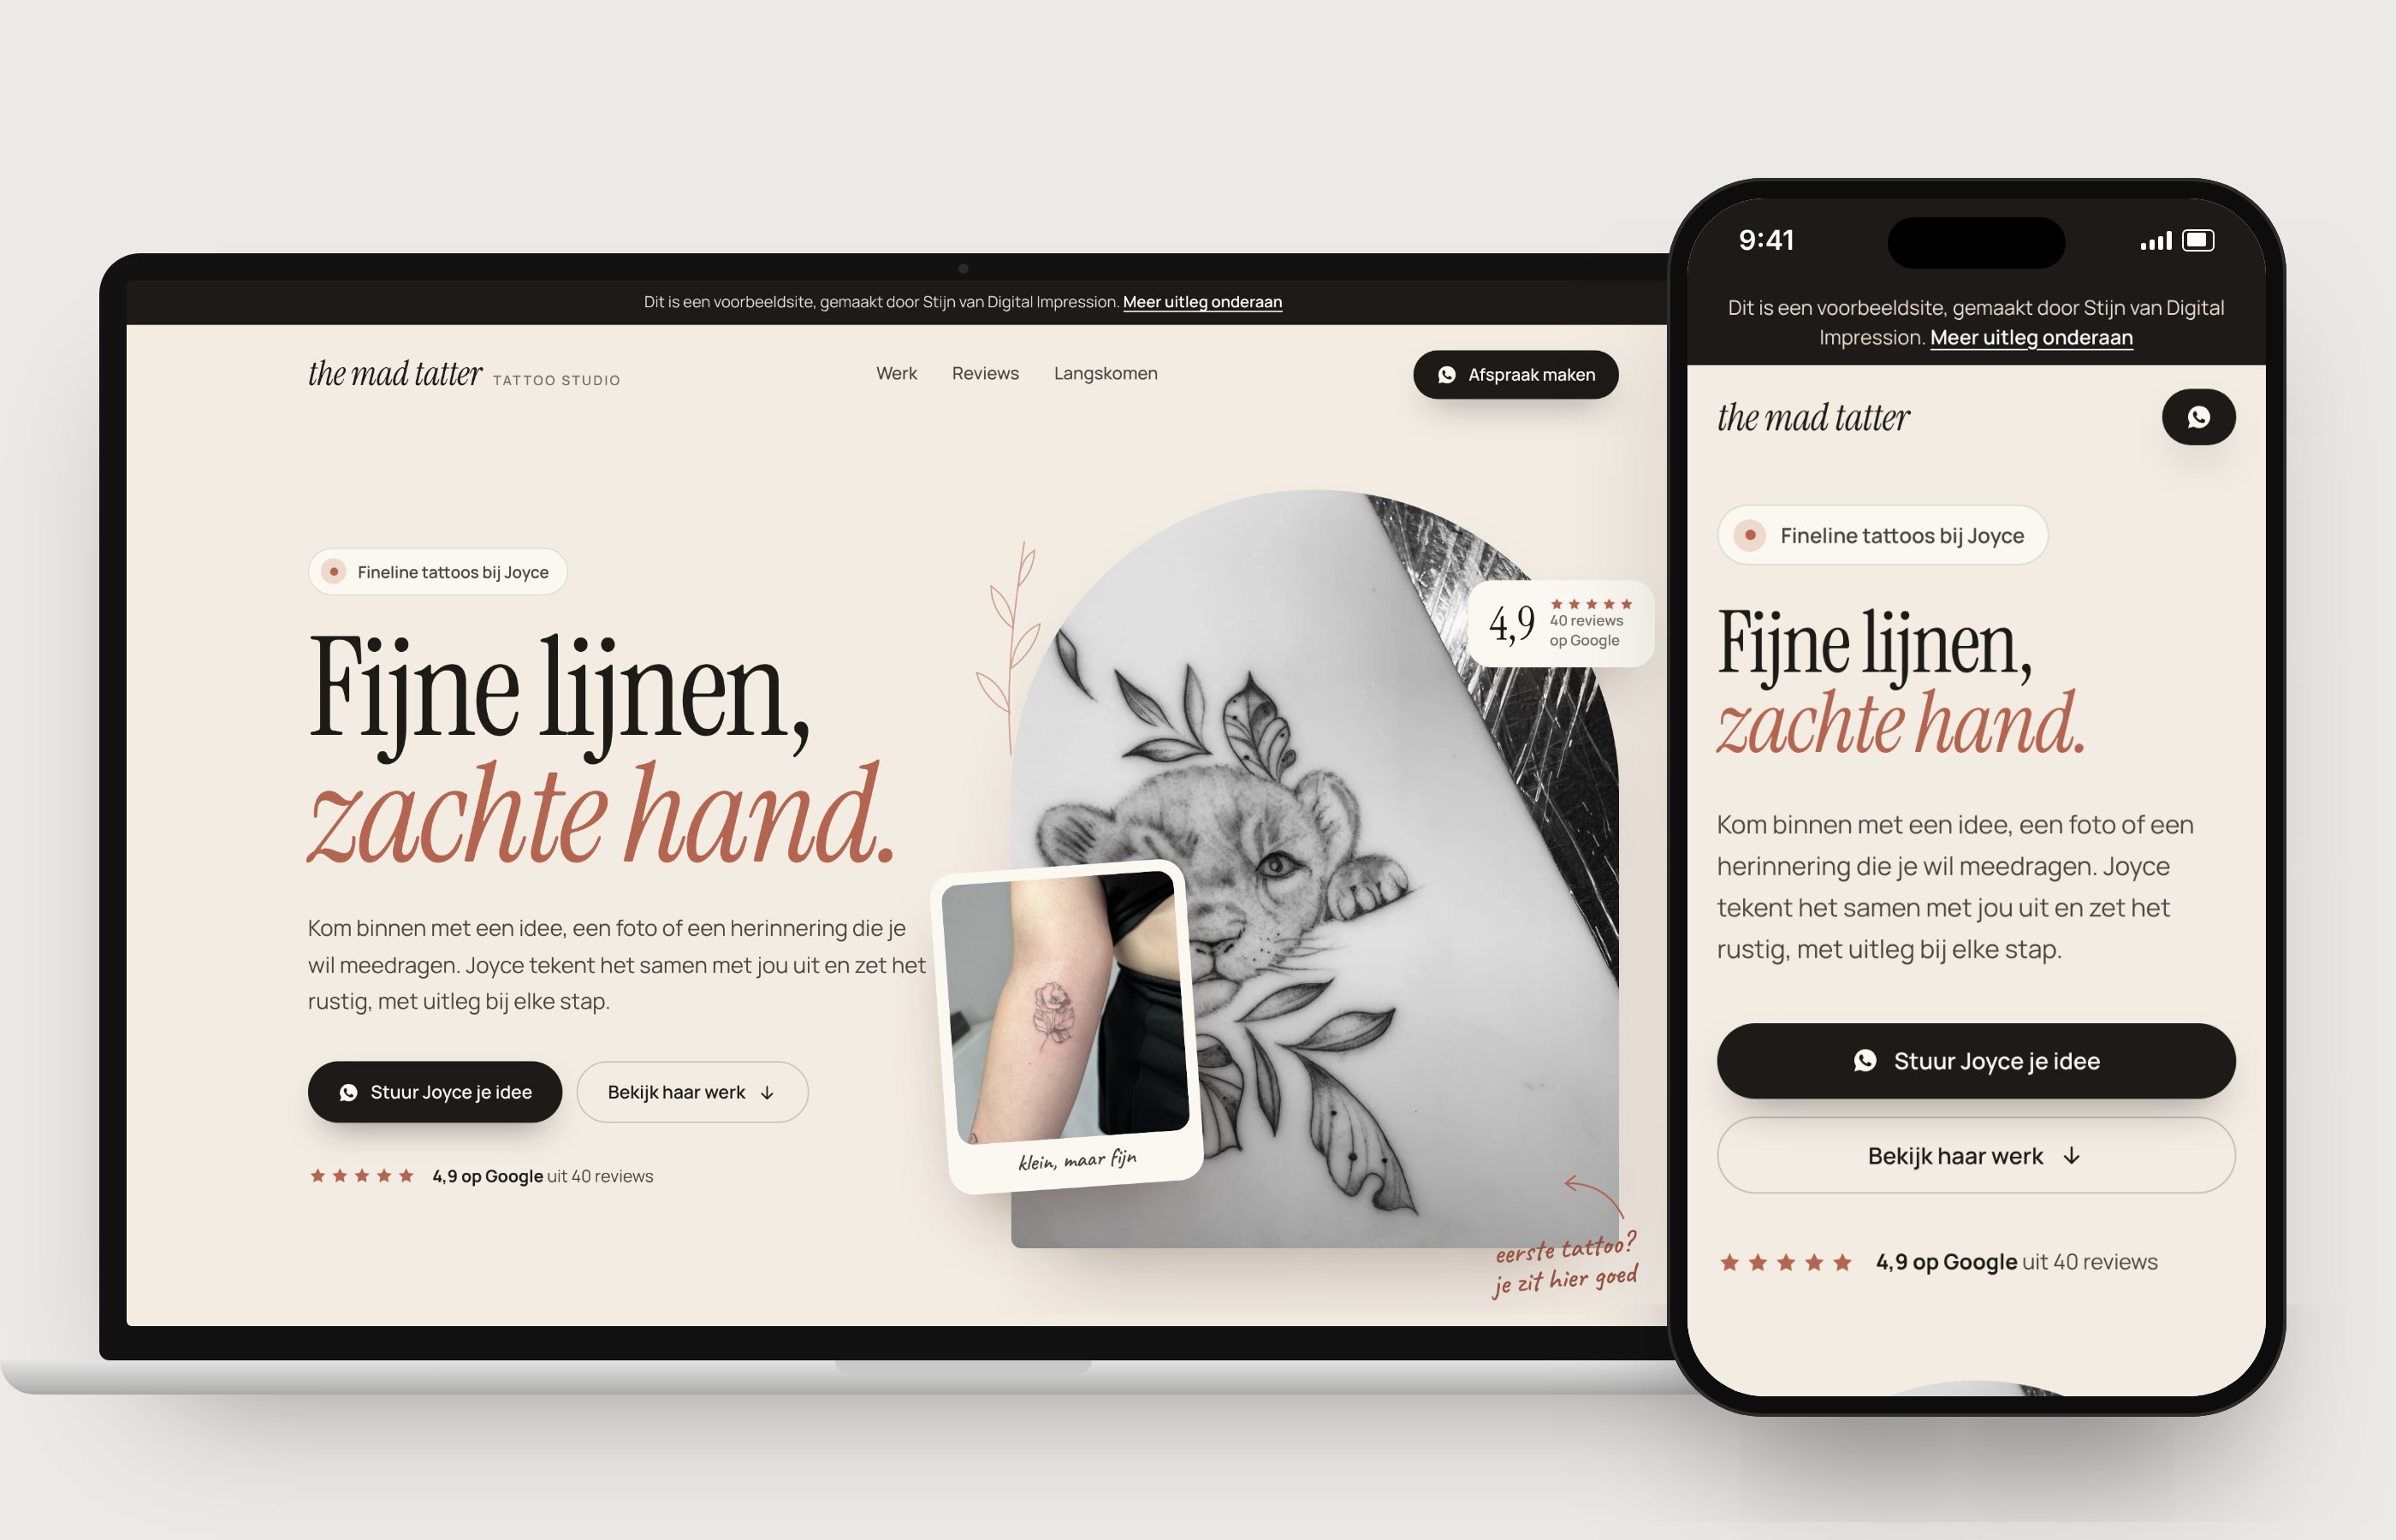 Dit is een voorbeeldsite, gemaakt door Stijn van Digital Impression. Meer uitleg onderaan
the mad tatter TATTOO STUDIO
Werk
Reviews
Langskomen
Afspraak maken
Fineline tattoos bij Joyce
Fijne lijnen,
zachte hand.
Kom binnen met een idee, een foto of een herinnering die je
wil meedragen. Joyce tekent het samen met jou uit en zet het
rustig, met uitleg bij elke stap.
Stuur Joyce je idee
Bekijk haar werk
4,9 op Google uit 40 reviews
4,9
40 reviews
op Google
klein, maar fijn
eerste tattoo?
je zit hier goed
9:41
Dit is een voorbeeldsite, gemaakt door Stijn van Digital
Impression. Meer uitleg onderaan
the mad tatter
Fineline tattoos bij Joyce
Fijne lijnen,
zachte hand.
Kom binnen met een idee, een foto of een
herinnering die je wil meedragen. Joyce
tekent het samen met jou uit en zet het
rustig, met uitleg bij elke stap.
Stuur Joyce je idee
Bekijk haar werk
4,9 op Google uit 40 reviews